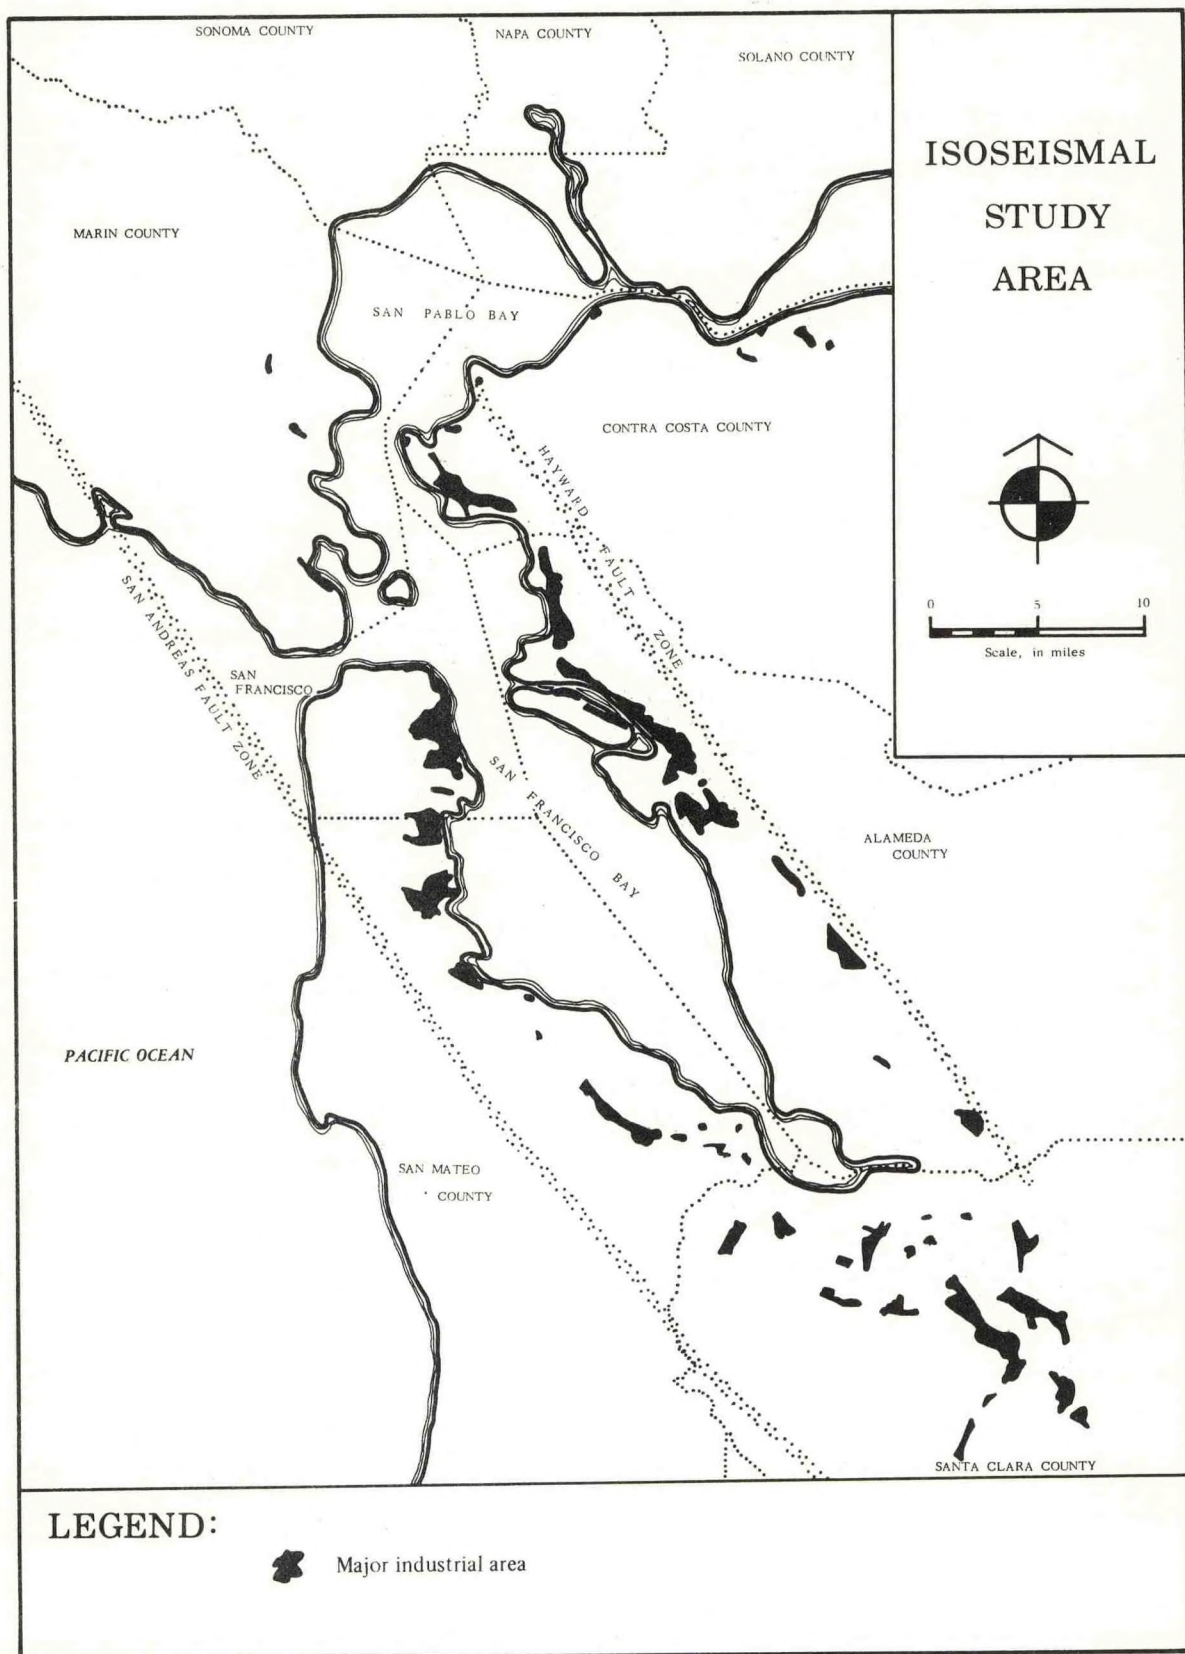 SONOMA COUNTY
NAPA COUNTY
SOLANO COUNTY
ISOSEISMAL
STUDY
AREA
MARIN COUNTY
SAN PABLO BAY
CONTRA COSTA COUNTY
HAYWARD FAULT ZONE
0 5 10
Scale, in miles
SAN ANDREAS FAULT ZONE
SAN
FRANCISCO
SAN FRANCISCO BAY
ALAMEDA
COUNTY
PACIFIC OCEAN
SAN MATEO
COUNTY
SANTA CLARA COUNTY
LEGEND:
Major industrial area